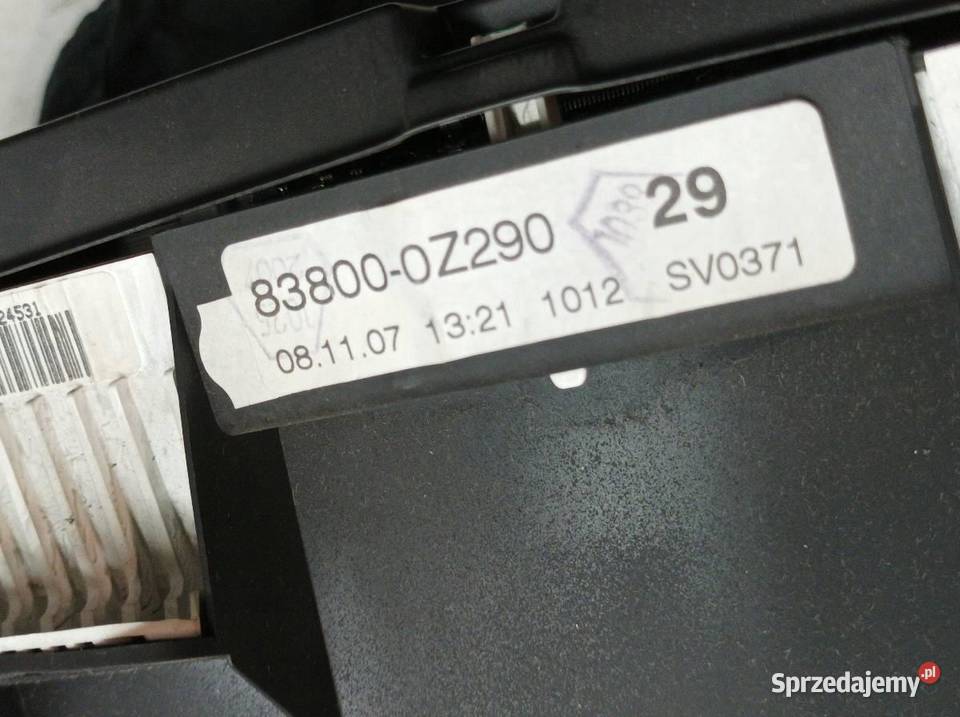 83800-0Z290 29
08.11.07 13:21 1012 SV0371
24531
Sprzedajemy.pl